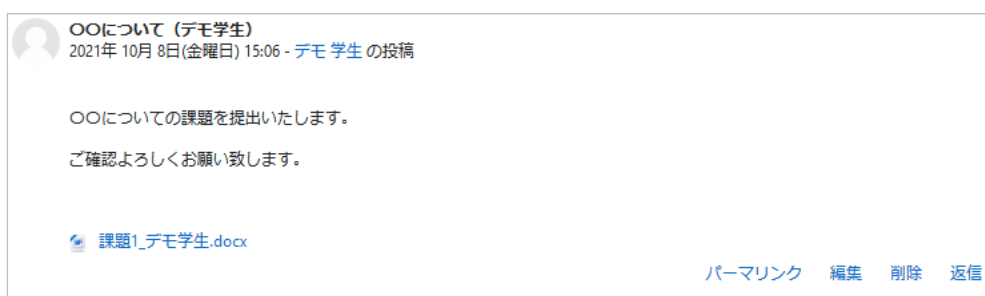 〇〇について（デモ学生）
2021年 10月 8日(金曜日) 15:06 - デモ 学生 の投稿
〇〇についての課題を提出いたします。
ご確認よろしくお願い致します。
課題1_デモ学生.docx
パーマリンク 編集 削除 返信